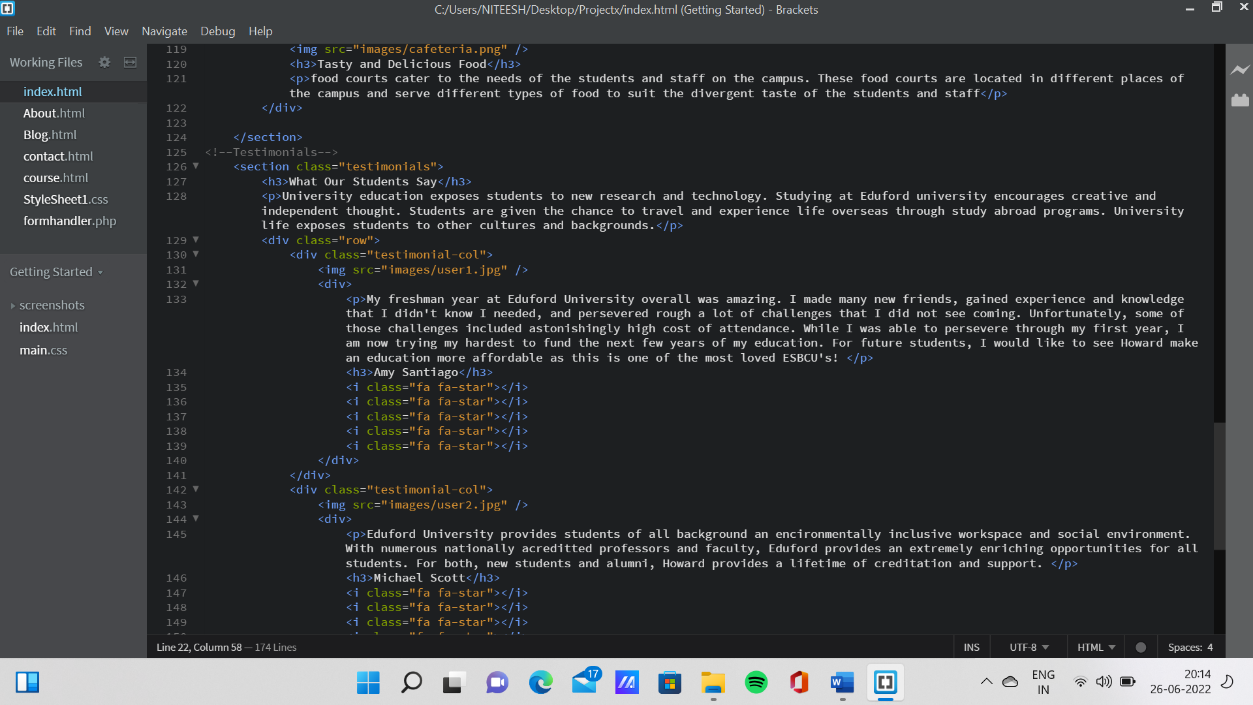 C:/Users/NITEESH/Desktop/Projectx/index.html (Getting Started) - Brackets
File Edit Find View Navigate Debug Help
Working Files
index.html
About.html
Blog.html
contact.html
course.html
StyleSheet1.css
formhandler.php
Getting Started
screenshots
index.html
main.css
119 <img src="images/cafeteria.png" />
120 <h3>Tasty and Delicious Food</h3>
121 <p>food courts cater to the needs of the students and staff on the campus. These food courts are located in different places of
the campus and serve different types of food to suit the divergent taste of the students and staff</p>
122 </div>
123
124 </section>
125 <!--Testimonials-->
126 <section class="testimonials">
127 <h3>What Our Students Say</h3>
128 <p>University education exposes students to new research and technology. Studying at Eduford university encourages creative and
independent thought. Students are given the chance to travel and experience life overseas through study abroad programs. University
life exposes students to other cultures and backgrounds.</p>
129 <div class="row">
130 <div class="testimonial-col">
131 <img src="images/user1.jpg" />
132 <div>
133 <p>My freshman year at Eduford University overall was amazing. I made many new friends, gained experience and knowledge
that I didn't know I needed, and persevered rough a lot of challenges that I did not see coming. Unfortunately, some of
those challenges included astonishingly high cost of attendance. While I was able to persevere through my first year, I
am now trying my hardest to fund the next few years of my education. For future students, I would like to see Howard make
an education more affordable as this is one of the most loved ESBCU's! </p>
134 <h3>Amy Santiago</h3>
135 <i class="fa fa-star"></i>
136 <i class="fa fa-star"></i>
137 <i class="fa fa-star"></i>
138 <i class="fa fa-star"></i>
139 <i class="fa fa-star"></i>
140 </div>
141 </div>
142 <div class="testimonial-col">
143 <img src="images/user2.jpg" />
144 <div>
145 <p>Eduford University provides students of all background an encironmentally inclusive workspace and social environment.
With numerous nationally acreditted professors and faculty, Eduford provides an extremely enriching opportunities for all
students. For both, new students and alumni, Howard provides a lifetime of creditation and support. </p>
146 <h3>Michael Scott</h3>
147 <i class="fa fa-star"></i>
148 <i class="fa fa-star"></i>
149 <i class="fa fa-star"></i>
Line 22, Column 58 — 174 Lines
INS UTF-8 HTML Spaces: 4
17
ENG
IN
20:14
26-06-2022